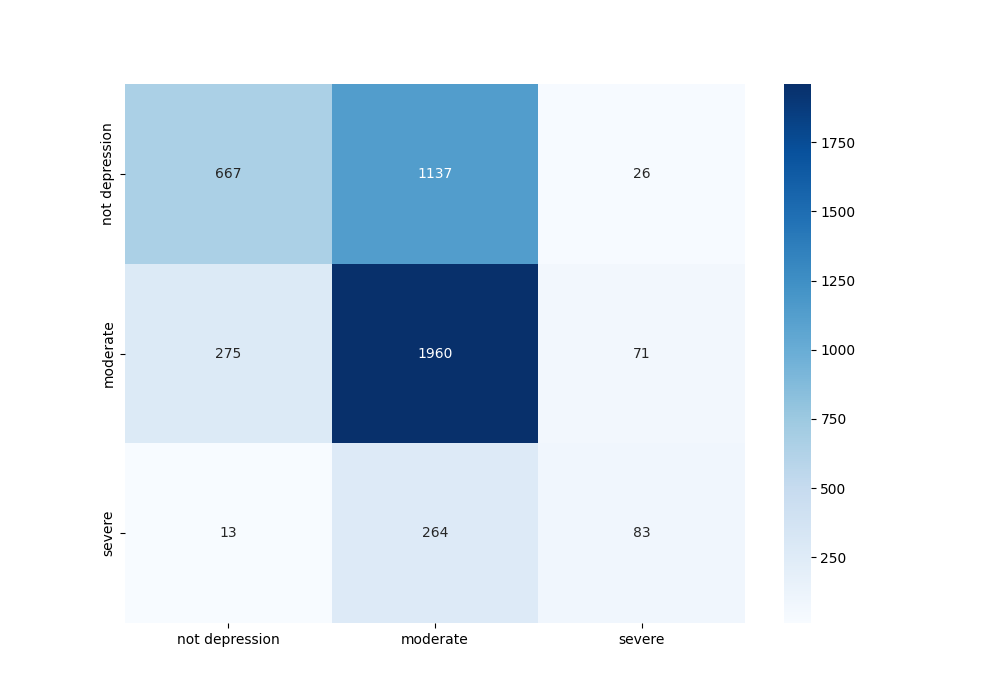 not depression
moderate
severe
667 1137 26
275 1960 71
13 264 83
not depression moderate severe
1750
1500
1250
1000
750
500
250